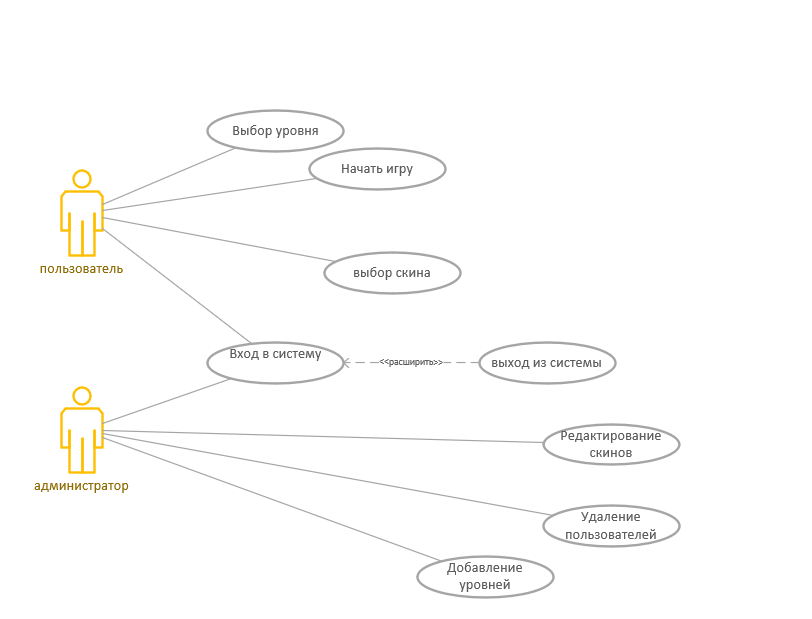 Выбор уровня
Начать игру
пользователь
выбор скина
Вход в систему
<<расширить>>
выход из системы
Редактирование
скинов
администратор
Удаление
пользователей
Добавление
уровней